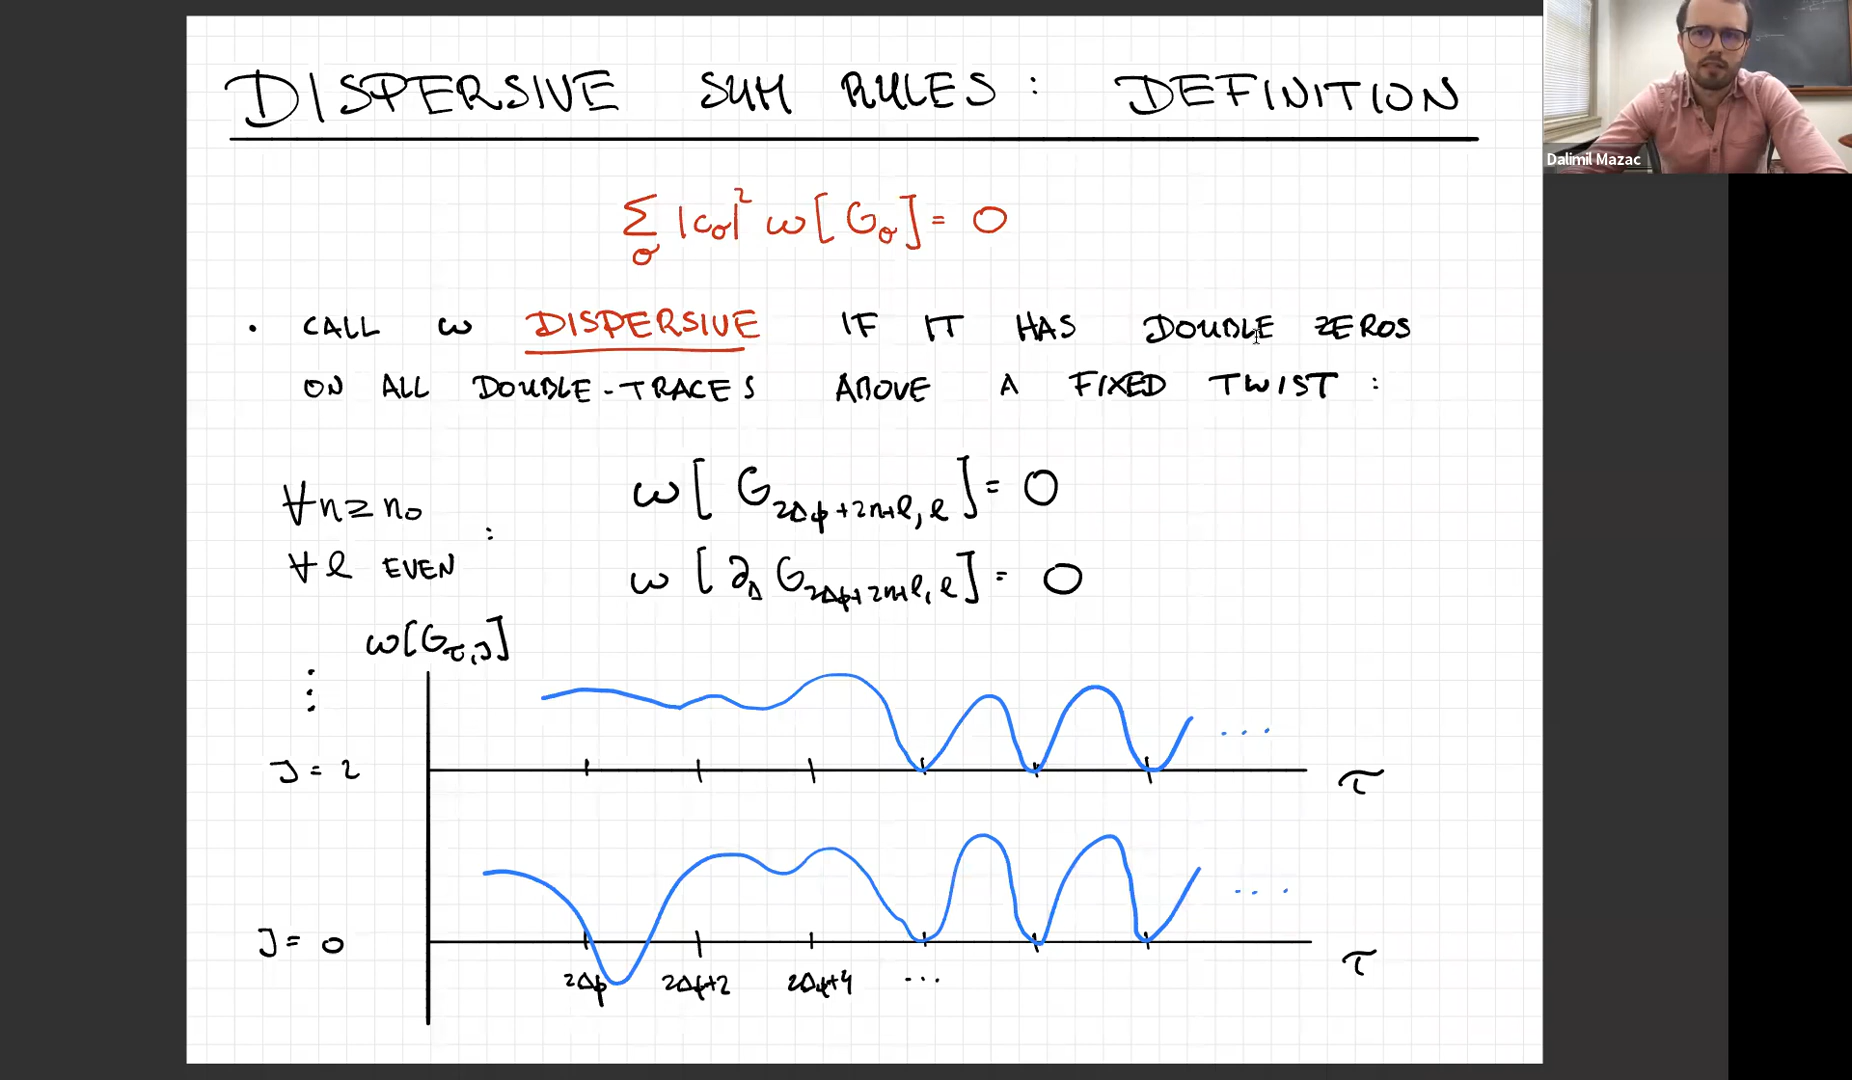 DISPERSIVE SUM RULES : DEFINITION
Dalimil Mazac
∑_O |c_O|² ω[G_O] = 0
• CALL ω DISPERSIVE IF IT HAS DOUBLE ZEROS
ON ALL DOUBLE-TRACES ABOVE A FIXED TWIST :
∀n≥n₀ ω[G_{2Δφ+2n+ℓ, ℓ}] = 0
∀ℓ EVEN :
ω[∂_Δ G_{2Δφ+2n+ℓ, ℓ}] = 0
ω[G_{τ,J}]
⋮
...
J = 2
τ
...
J = 0
τ
2Δφ 2Δφ+2 2Δφ+4 ...